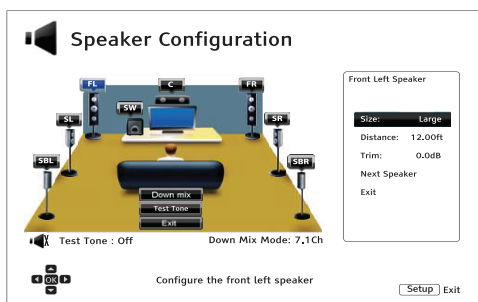 Speaker Configuration
FL
C
FR
SW
SL
SR
SBL
SBR
Down mix
Test Tone
Exit
Test Tone : Off
Down Mix Mode: 7.1Ch
Front Left Speaker
Size: Large
Distance: 12.00ft
Trim: 0.0dB
Next Speaker
Exit
OK
Configure the front left speaker
Setup Exit